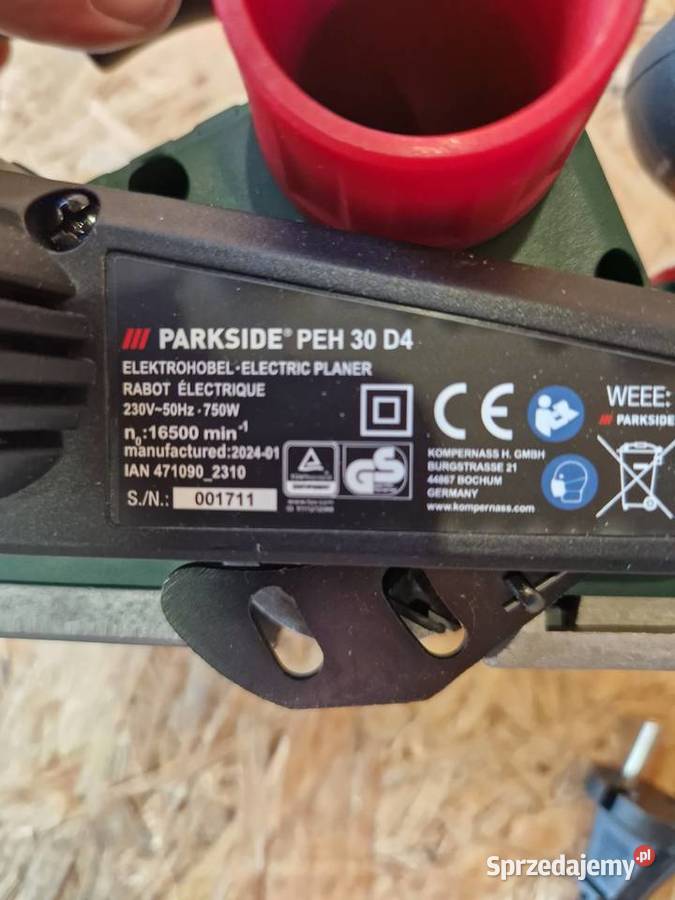 /// PARKSIDE® PEH 30 D4
ELEKTROHOBEL·ELECTRIC PLANER
RABOT ÉLECTRIQUE
230V~50Hz · 750W
n₀:16500 min⁻¹
manufactured:2024-01
IAN 471090_2310
S./N.: 001711
GS
CE
KOMPERNASS H. GMBH
BURGSTRASSE 21
44867 BOCHUM
GERMANY
www.kompernass.com
WEEE:
/// PARKSIDE
Sprzedajemy.pl